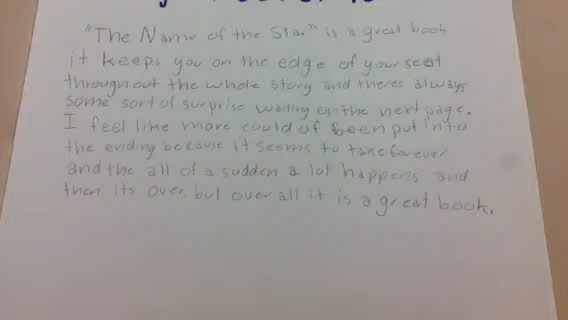 "The Name of the Star" is a great book
it keeps you on the edge of your seat
throughout the whole story and theres always
some sort of surprise waiting on the next page.
I feel like more could of been put into
the ending because it seems to take forever
and the all of a sudden a lot happens and
then its over, but over all it is a great book.